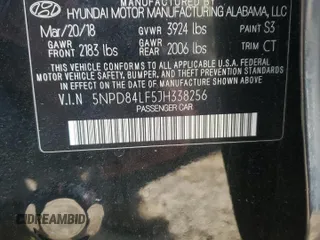 MANUFACTURED BY
HYUNDAI MOTOR MANUFACTURING ALABAMA, LLC
Mar/20/18 GVWR 3924 lbs PAINT S3
GAWR FRONT 2183 lbs GAWR REAR 2006 lbs TRIM CT
THIS VEHICLE CONFORMS TO ALL APPLICABLE
FEDERAL MOTOR VEHICLE SAFETY, BUMPER, AND
THEFT PREVENTION STANDARDS IN EFFECT ON
THE DATE OF MANUFACTURE SHOWN ABOVE.
V.I.N 5NPD84LF5JH338256
PASSENGER CAR
IDREAMBID